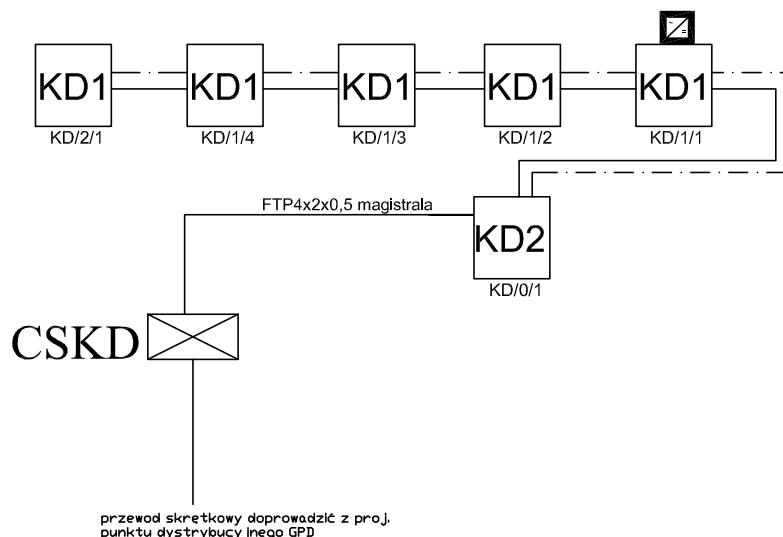 KD1 KD1 KD1 KD1 KD1
KD/2/1 KD/1/4 KD/1/3 KD/1/2 KD/1/1
FTP4x2x0,5 magistrala
KD2
KD/0/1
CSKD
przewod skrętkowy doprowadzić z proj.
punktu dystrybucyjnego GPD